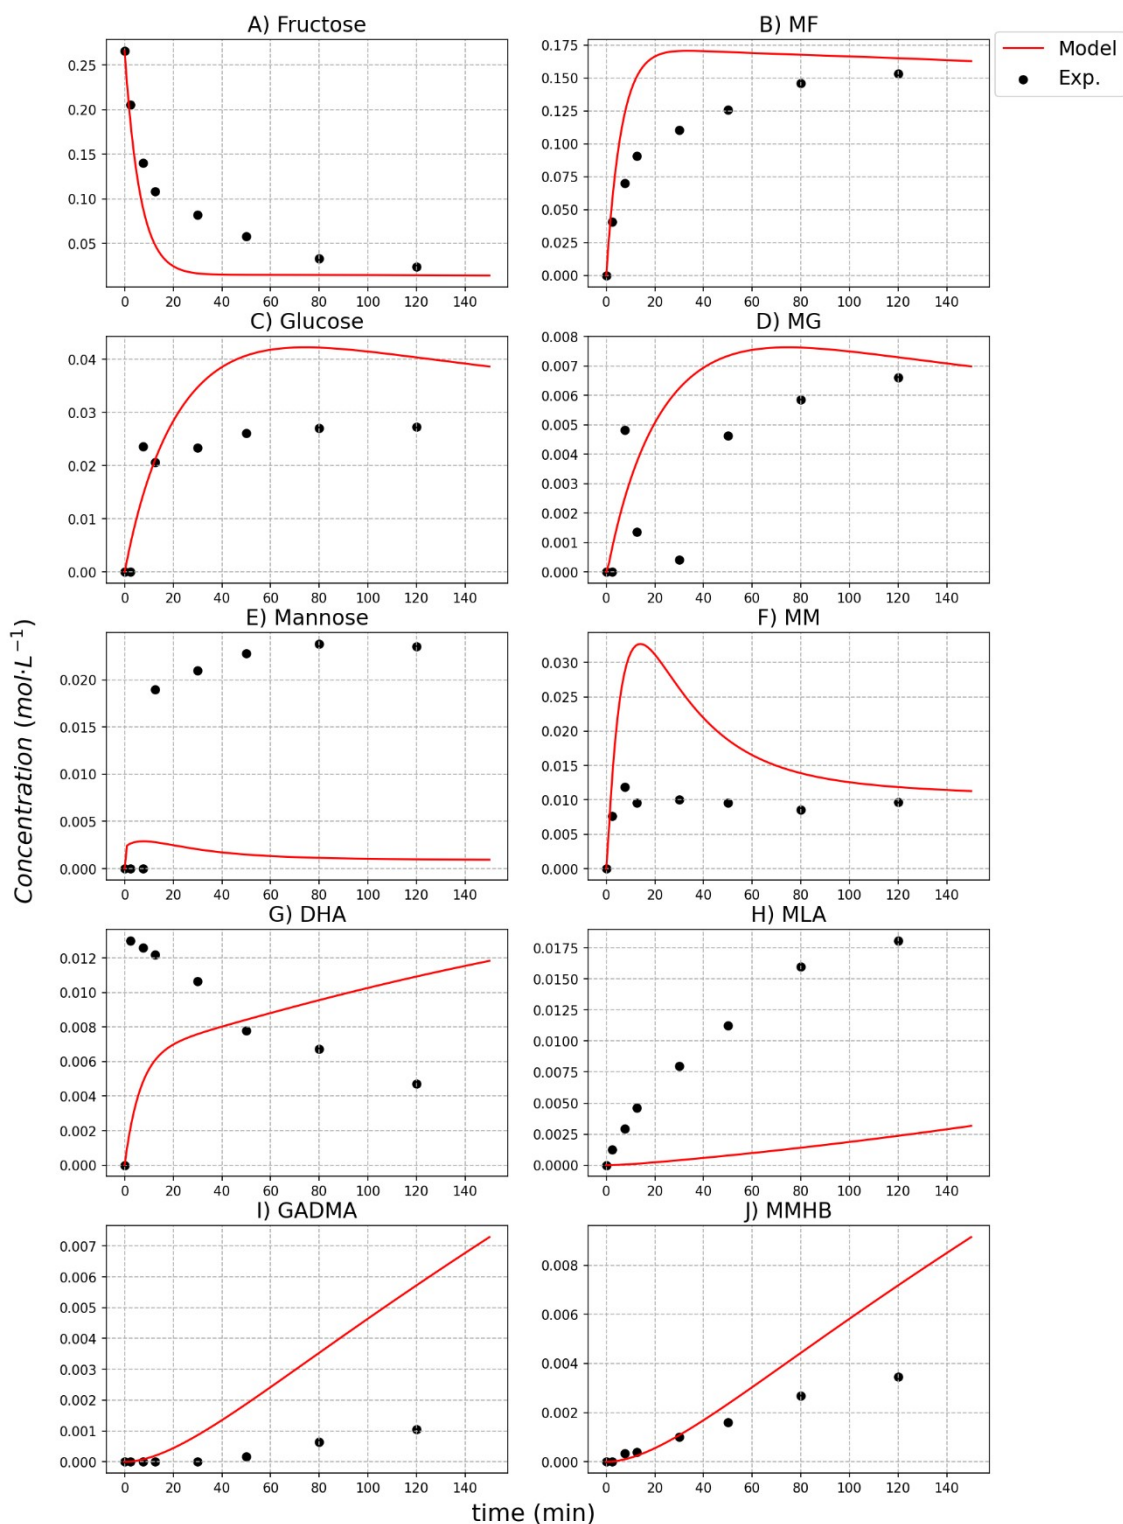 A) Fructose
0.25
0.20
0.15
0.10
0.05
0 20 40 60 80 100 120 140
B) MF
0.175
0.150
0.125
0.100
0.075
0.050
0.025
0.000
0 20 40 60 80 100 120 140
Model
Exp.
C) Glucose
0.04
0.03
0.02
0.01
0.00
0 20 40 60 80 100 120 140
D) MG
0.008
0.007
0.006
0.005
0.004
0.003
0.002
0.001
0.000
0 20 40 60 80 100 120 140
E) Mannose
0.020
0.015
0.010
0.005
0.000
0 20 40 60 80 100 120 140
F) MM
0.030
0.025
0.020
0.015
0.010
0.005
0.000
0 20 40 60 80 100 120 140
G) DHA
0.012
0.010
0.008
0.006
0.004
0.002
0.000
0 20 40 60 80 100 120 140
H) MLA
0.0175
0.0150
0.0125
0.0100
0.0075
0.0050
0.0025
0.0000
0 20 40 60 80 100 120 140
I) GADMA
0.007
0.006
0.005
0.004
0.003
0.002
0.001
0.000
0 20 40 60 80 100 120 140
J) MMHB
0.008
0.006
0.004
0.002
0.000
0 20 40 60 80 100 120 140
Concentration (mol·L⁻¹)
time (min)